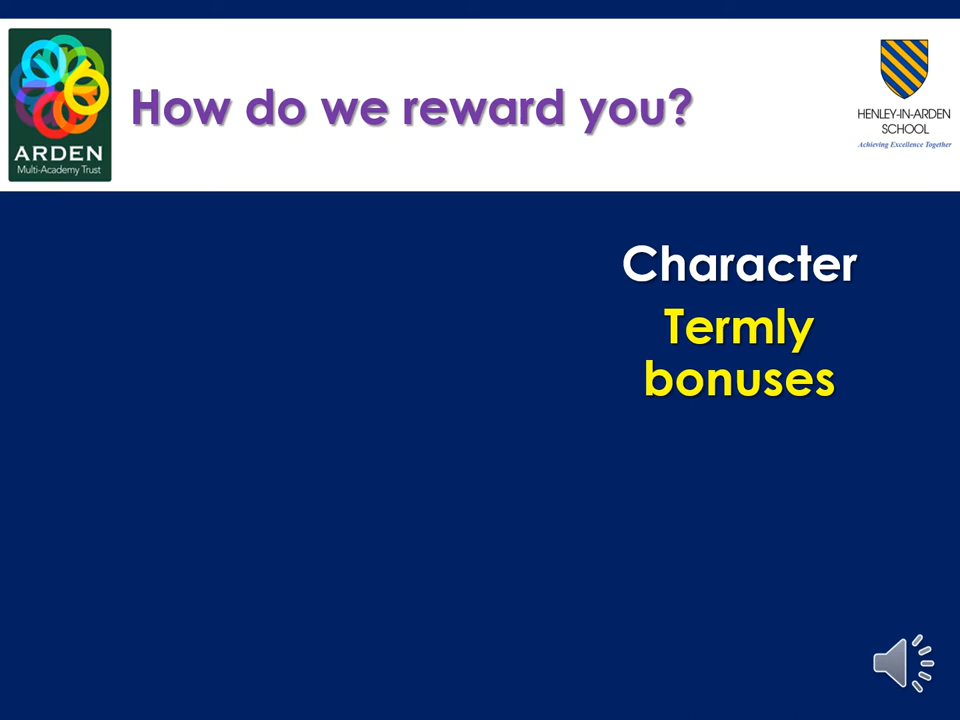 ARDEN
Multi-Academy Trust
How do we reward you?
HENLEY-IN-ARDEN
SCHOOL
Achieving Excellence Together
Character
Termly
bonuses